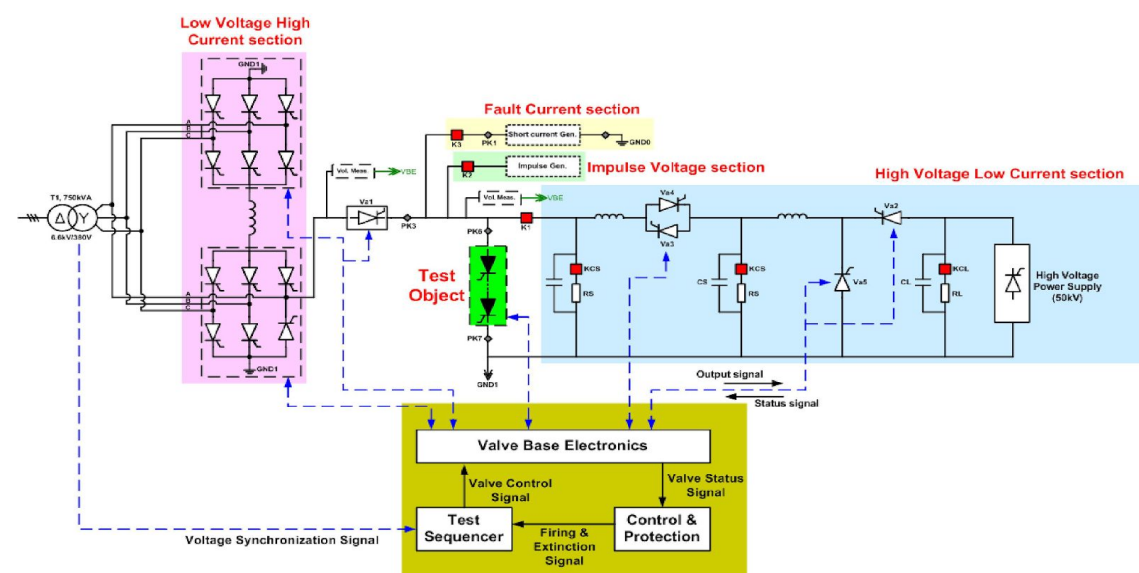 Low Voltage High
Current section
GND1
A
B
C
T1, 750kVA
Δ
Y
6.6kV/380V
A
B
C
GND1
Vol. Meas.
VBE
Va1
PK3
Fault Current section
K3
PK1
Short current Gen.
GND0
K2
Impulse Gen.
Impulse Voltage section
Vol. Meas.
VBE
K1
PK6
Test
Object
PK7
GND1
High Voltage Low Current section
Va4
Va3
Va2
KCS
RS
CS
KCS
RS
Va5
CL
KCL
RL
High Voltage
Power Supply
(50kV)
Output signal
Status signal
Valve Base Electronics
Valve Control
Signal
Valve Status
Signal
Test
Sequencer
Firing &
Extinction
Signal
Control &
Protection
Voltage Synchronization Signal